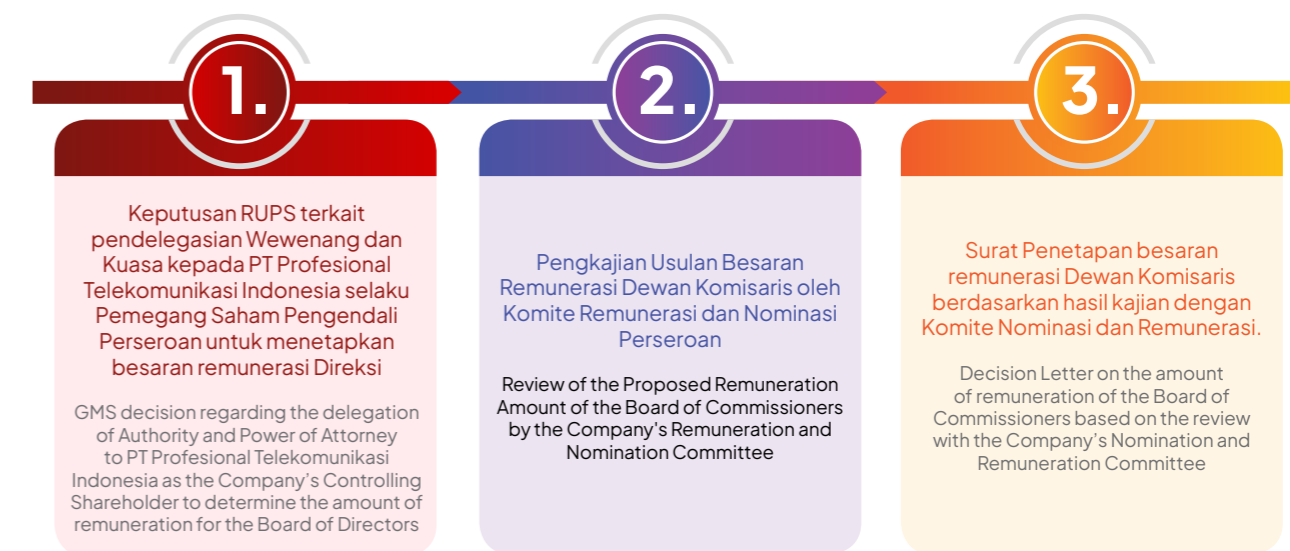 1.
Keputusan RUPS terkait
pendelegasian Wewenang dan
Kuasa kepada PT Profesional
Telekomunikasi Indonesia selaku
Pemegang Saham Pengendali
Perseroan untuk menetapkan
besaran remunerasi Direksi
GMS decision regarding the delegation
of Authority and Power of Attorney
to PT Profesional Telekomunikasi
Indonesia as the Company's Controlling
Shareholder to determine the amount of
remuneration for the Board of Directors
2.
Pengkajian Usulan Besaran
Remunerasi Dewan Komisaris oleh
Komite Remunerasi dan Nominasi
Perseroan
Review of the Proposed Remuneration
Amount of the Board of Commissioners
by the Company's Remuneration and
Nomination Committee
3.
Surat Penetapan besaran
remunerasi Dewan Komisaris
berdasarkan hasil kajian dengan
Komite Nominasi dan Remunerasi.
Decision Letter on the amount
of remuneration of the Board of
Commissioners based on the review
with the Company's Nomination and
Remuneration Committee